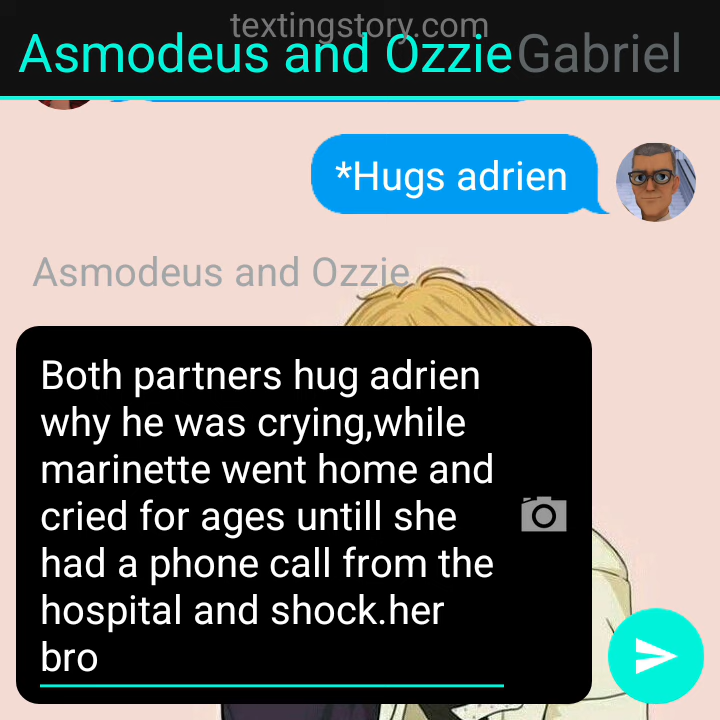 textingstory.com
Asmodeus and Ozzie Gabriel
*Hugs adrien
Asmodeus and Ozzie
Both partners hug adrien
why he was crying,while
marinette went home and
cried for ages untill she
had a phone call from the
hospital and shock.her
bro